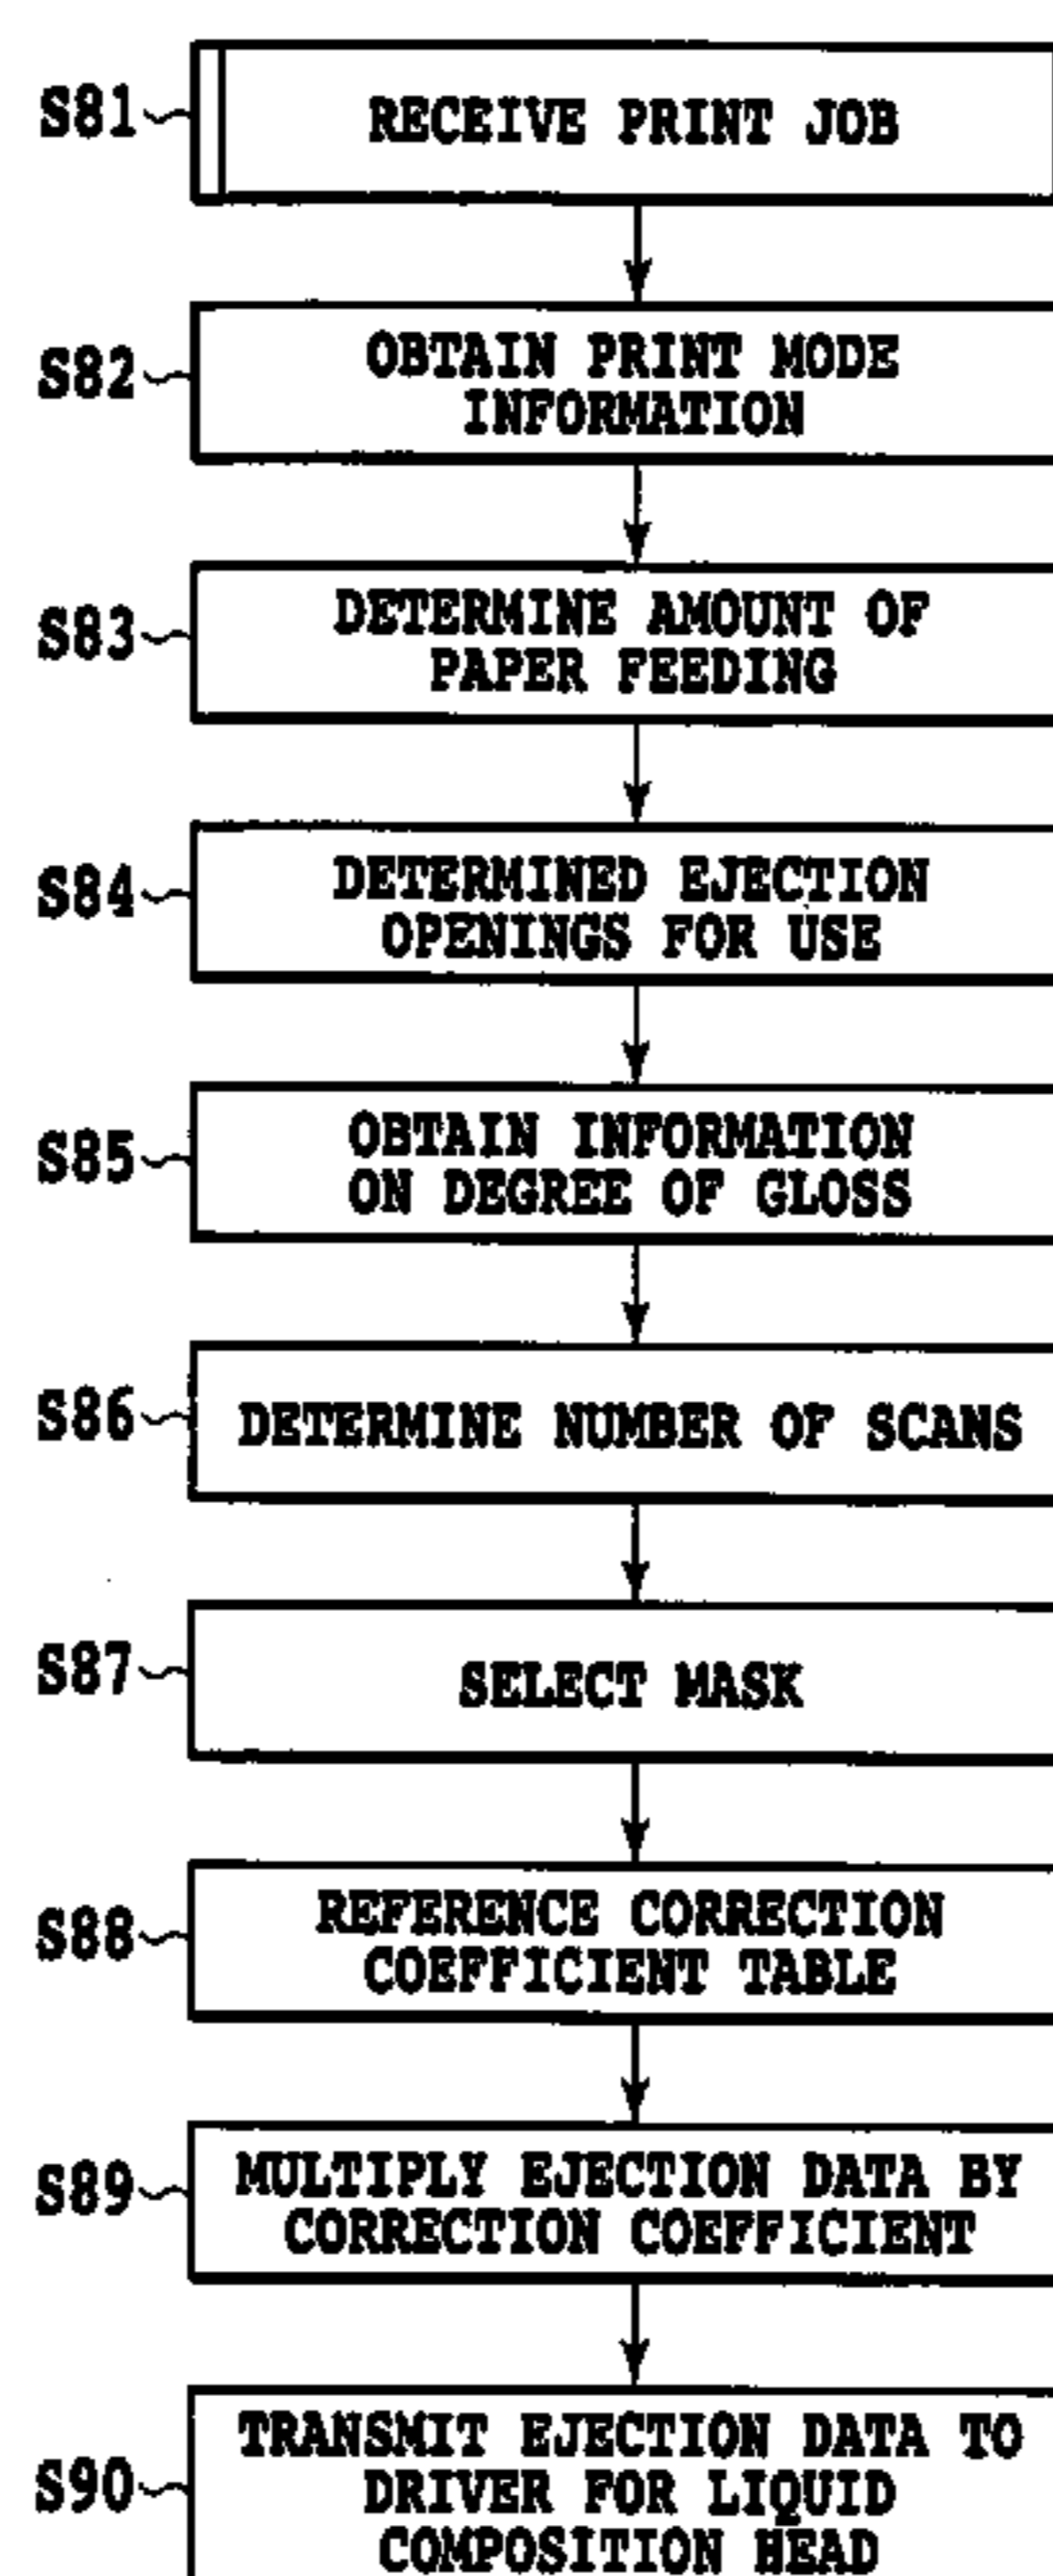 S81 RECEIVE PRINT JOB
S82 OBTAIN PRINT MODE
INFORMATION
S83 DETERMINE AMOUNT OF
PAPER FEEDING
S84 DETERMINED EJECTION
OPENINGS FOR USE
S85 OBTAIN INFORMATION
ON DEGREE OF GLOSS
S86 DETERMINE NUMBER OF SCANS
S87 SELECT MASK
S88 REFERENCE CORRECTION
COEFFICIENT TABLE
S89 MULTIPLY EJECTION DATA BY
CORRECTION COEFFICIENT
S90 TRANSMIT EJECTION DATA TO
DRIVER FOR LIQUID
COMPOSITION HEAD